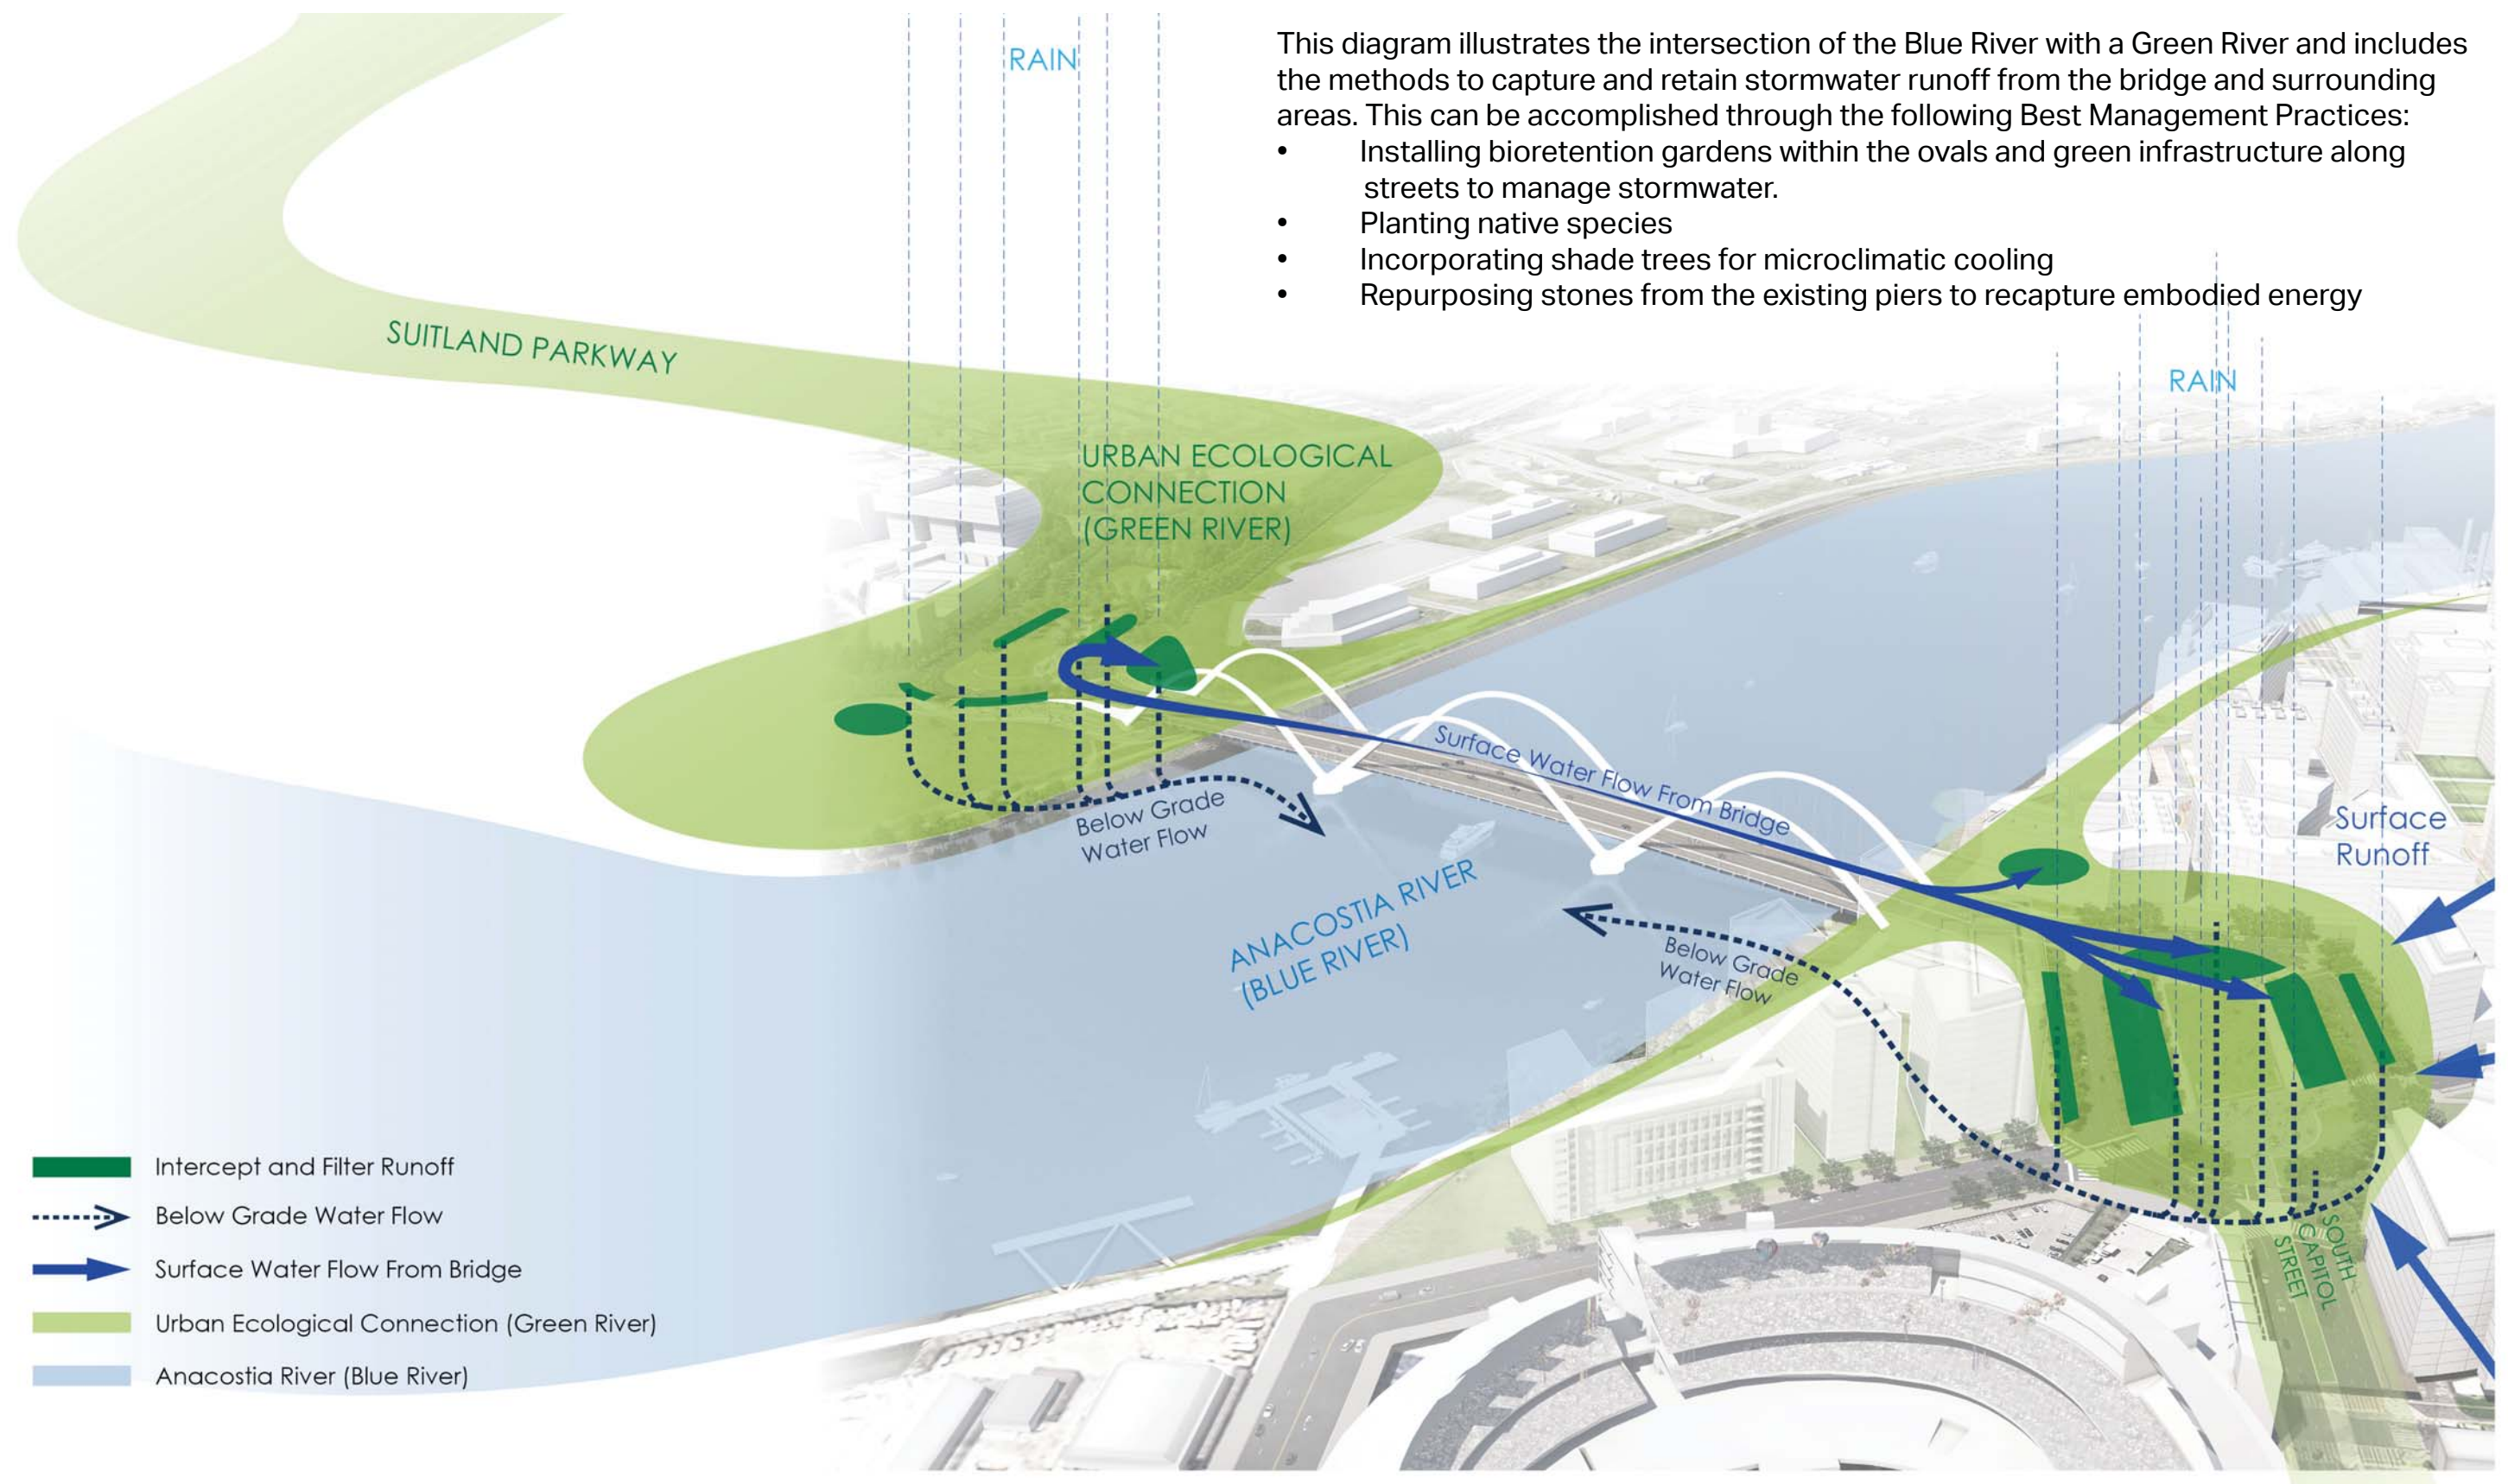 This diagram illustrates the intersection of the Blue River with a Green River and includes
the methods to capture and retain stormwater runoff from the bridge and surrounding
areas. This can be accomplished through the following Best Management Practices:
• Installing bioretention gardens within the ovals and green infrastructure along
streets to manage stormwater.
• Planting native species
• Incorporating shade trees for microclimatic cooling
• Repurposing stones from the existing piers to recapture embodied energy
RAIN
SUITLAND PARKWAY
RAIN
URBAN ECOLOGICAL
CONNECTION
(GREEN RIVER)
Surface Water Flow From Bridge
Below Grade
Water Flow
Surface
Runoff
ANACOSTIA RIVER
(BLUE RIVER)
Below Grade
Water Flow
SOUTH
CAPITOL
STREET
Intercept and Filter Runoff
Below Grade Water Flow
Surface Water Flow From Bridge
Urban Ecological Connection (Green River)
Anacostia River (Blue River)